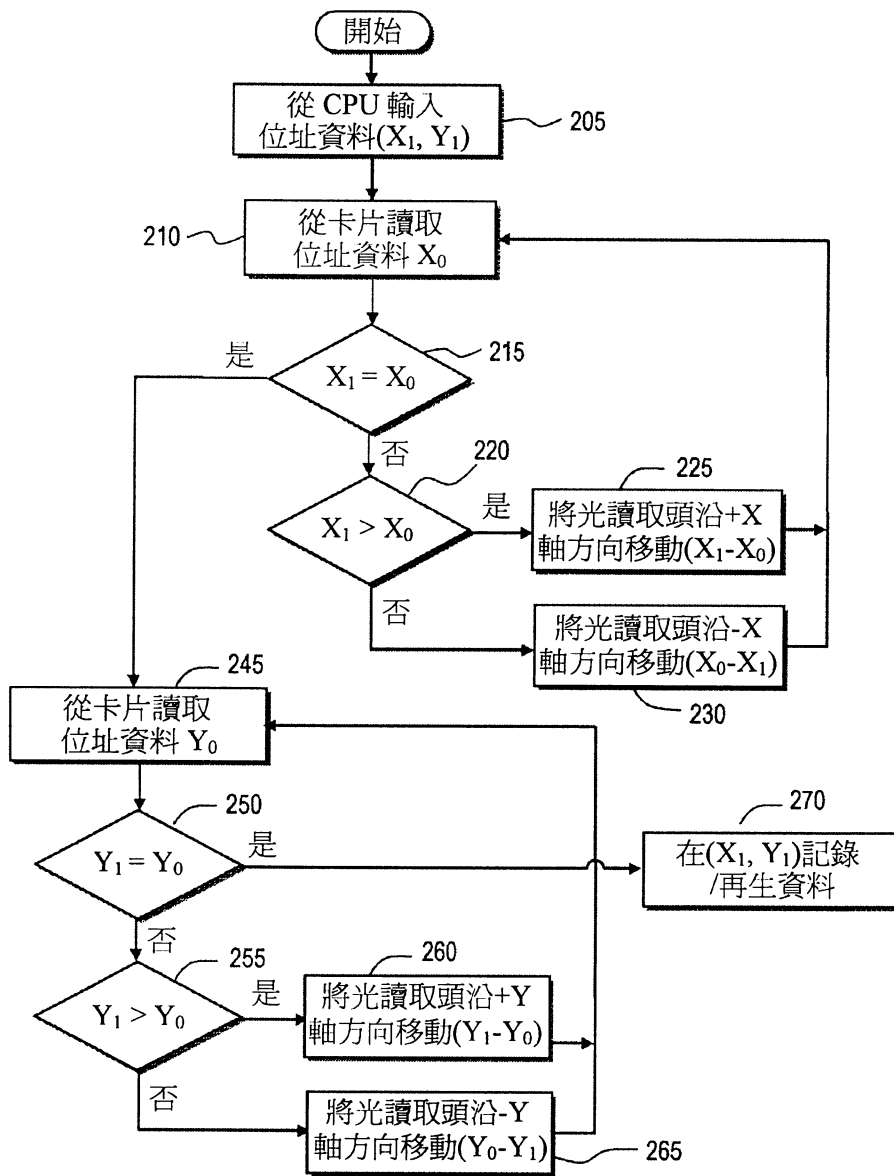 開始
從 CPU 輸入
位址資料(X₁, Y₁)
205
從卡片讀取
位址資料 X₀
210
215
是
X₁ = X₀
否
220
X₁ > X₀
是
225
將光讀取頭沿+X
軸方向移動(X₁-X₀)
否
將光讀取頭沿-X
軸方向移動(X₀-X₁)
230
245
從卡片讀取
位址資料 Y₀
250
Y₁ = Y₀
是
270
在(X₁, Y₁)記錄
/再生資料
否
255
Y₁ > Y₀
是
260
將光讀取頭沿+Y
軸方向移動(Y₁-Y₀)
否
將光讀取頭沿-Y
軸方向移動(Y₀-Y₁)
265